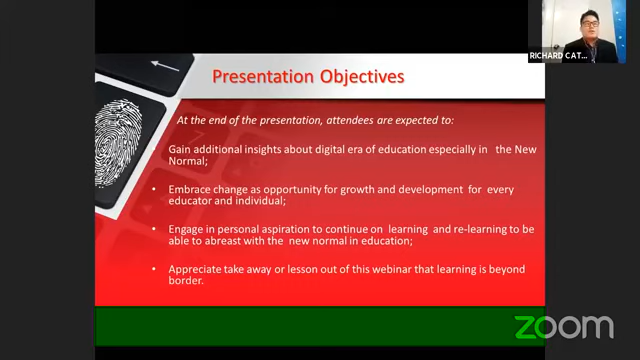 RICHARD CAT...
Presentation Objectives
At the end of the presentation, attendees are expected to:
Gain additional insights about digital era of education especially in the New
Normal;
• Embrace change as opportunity for growth and development for every
educator and individual;
• Engage in personal aspiration to continue on learning and re-learning to be
able to abreast with the new normal in education;
• Appreciate take away or lesson out of this webinar that learning is beyond
border.
zoom